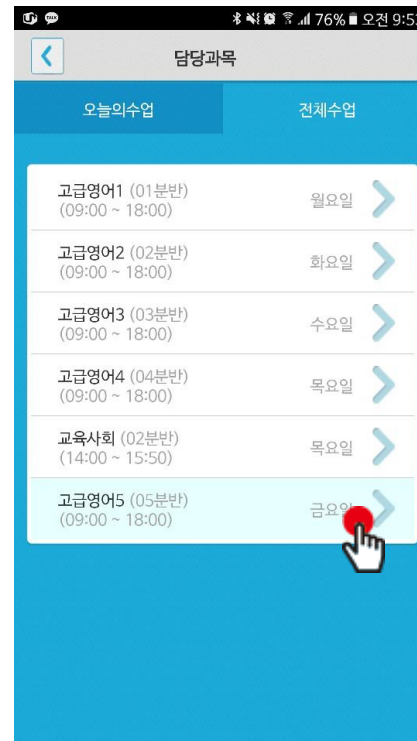 76% 오전 9:5
담당과목
오늘의수업 전체수업
고급영어1 (01분반)
(09:00 ~ 18:00)
월요일
고급영어2 (02분반)
(09:00 ~ 18:00)
화요일
고급영어3 (03분반)
(09:00 ~ 18:00)
수요일
고급영어4 (04분반)
(09:00 ~ 18:00)
목요일
교육사회 (02분반)
(14:00 ~ 15:50)
목요일
고급영어5 (05분반)
(09:00 ~ 18:00)
금요일